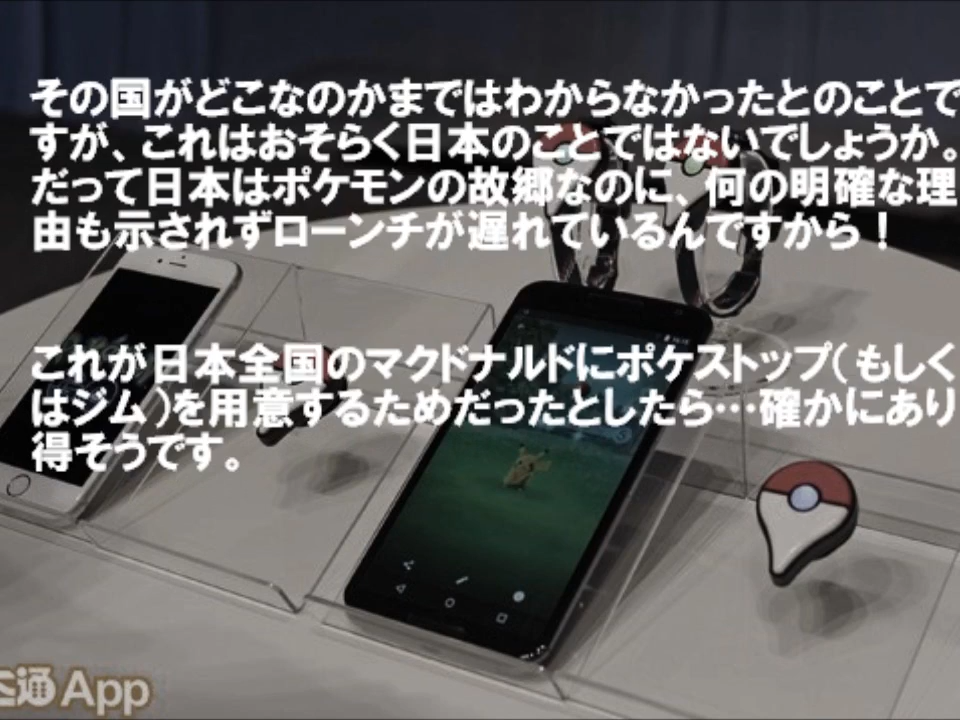 その国がどこなのかまではわからなかったとのことで
すが、これはおそらく日本のことではないでしょうか。
だって日本はポケモンの故郷なのに、何の明確な理
由も示されずローンチが遅れているんですから！
これが日本全国のマクドナルドにポケストップ（もしく
はジム）を用意するためだったとしたら…確かにあり
得そうです。
通App